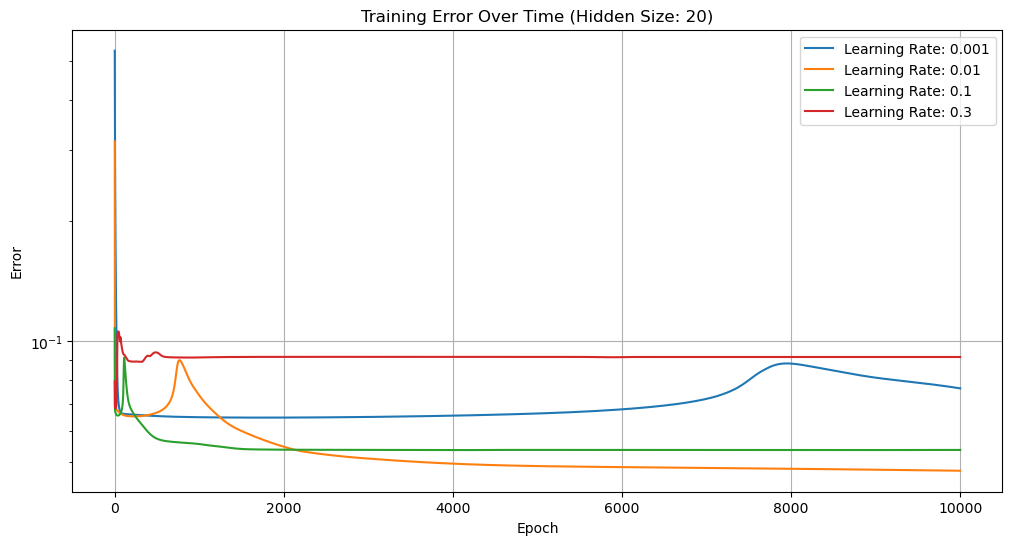 Training Error Over Time (Hidden Size: 20)
Learning Rate: 0.001
Learning Rate: 0.01
Learning Rate: 0.1
Learning Rate: 0.3
Error
10⁻¹
0 2000 4000 6000 8000 10000
Epoch